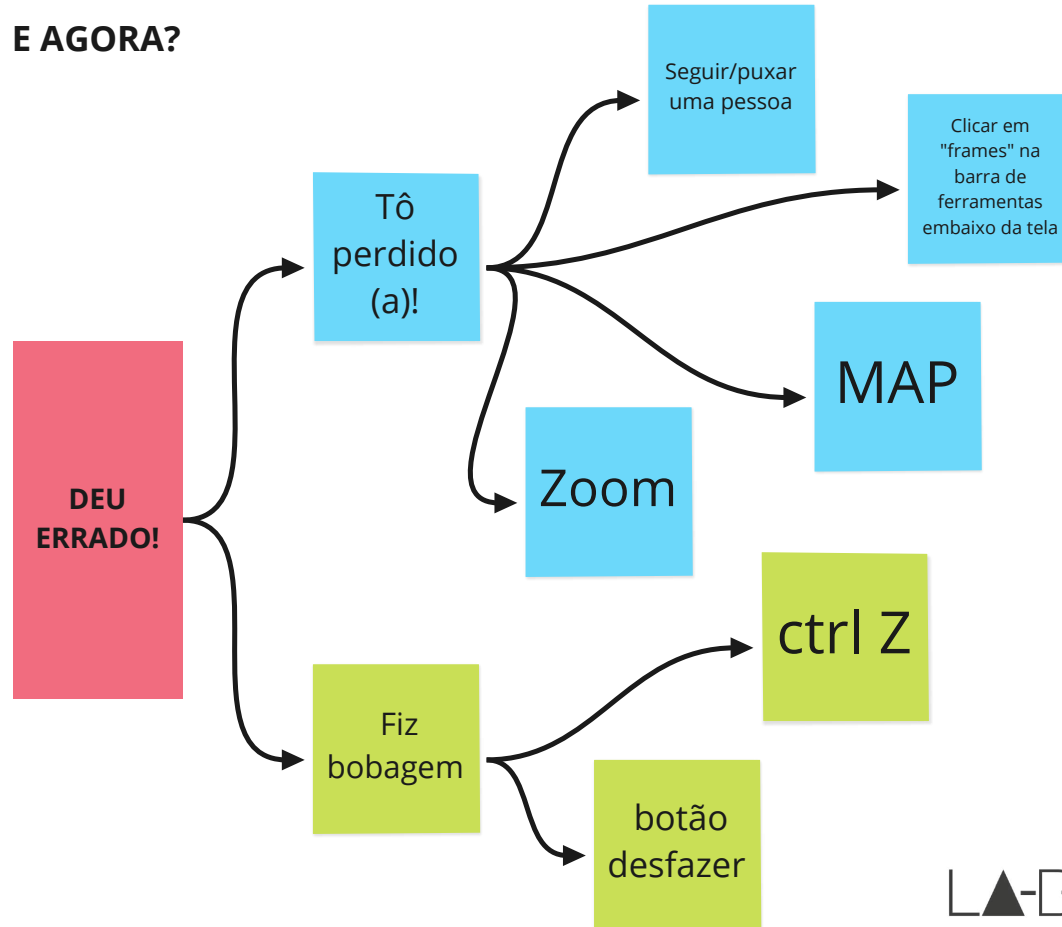 E AGORA?
Seguir/puxar
uma pessoa
Clicar em
"frames" na
barra de
ferramentas
embaixo da tela
Tô
perdido
(a)!
MAP
DEU
ERRADO!
Zoom
ctrl Z
Fiz
bobagem
botão
desfazer